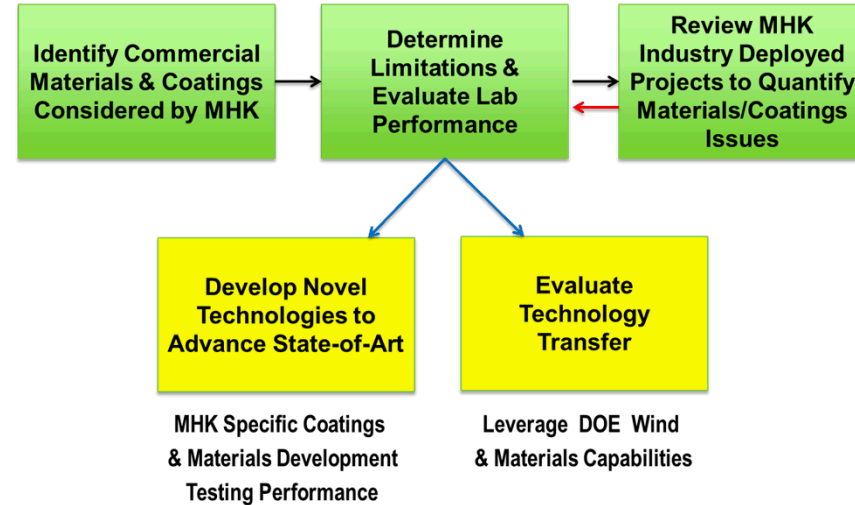 Identify Commercial
Materials & Coatings
Considered by MHK
Determine
Limitations &
Evaluate Lab
Performance
Review MHK
Industry Deployed
Projects to Quantify
Materials/Coatings
Issues
Develop Novel
Technologies to
Advance State-of-Art
Evaluate
Technology
Transfer
MHK Specific Coatings
& Materials Development
Testing Performance
Leverage DOE Wind
& Materials Capabilities